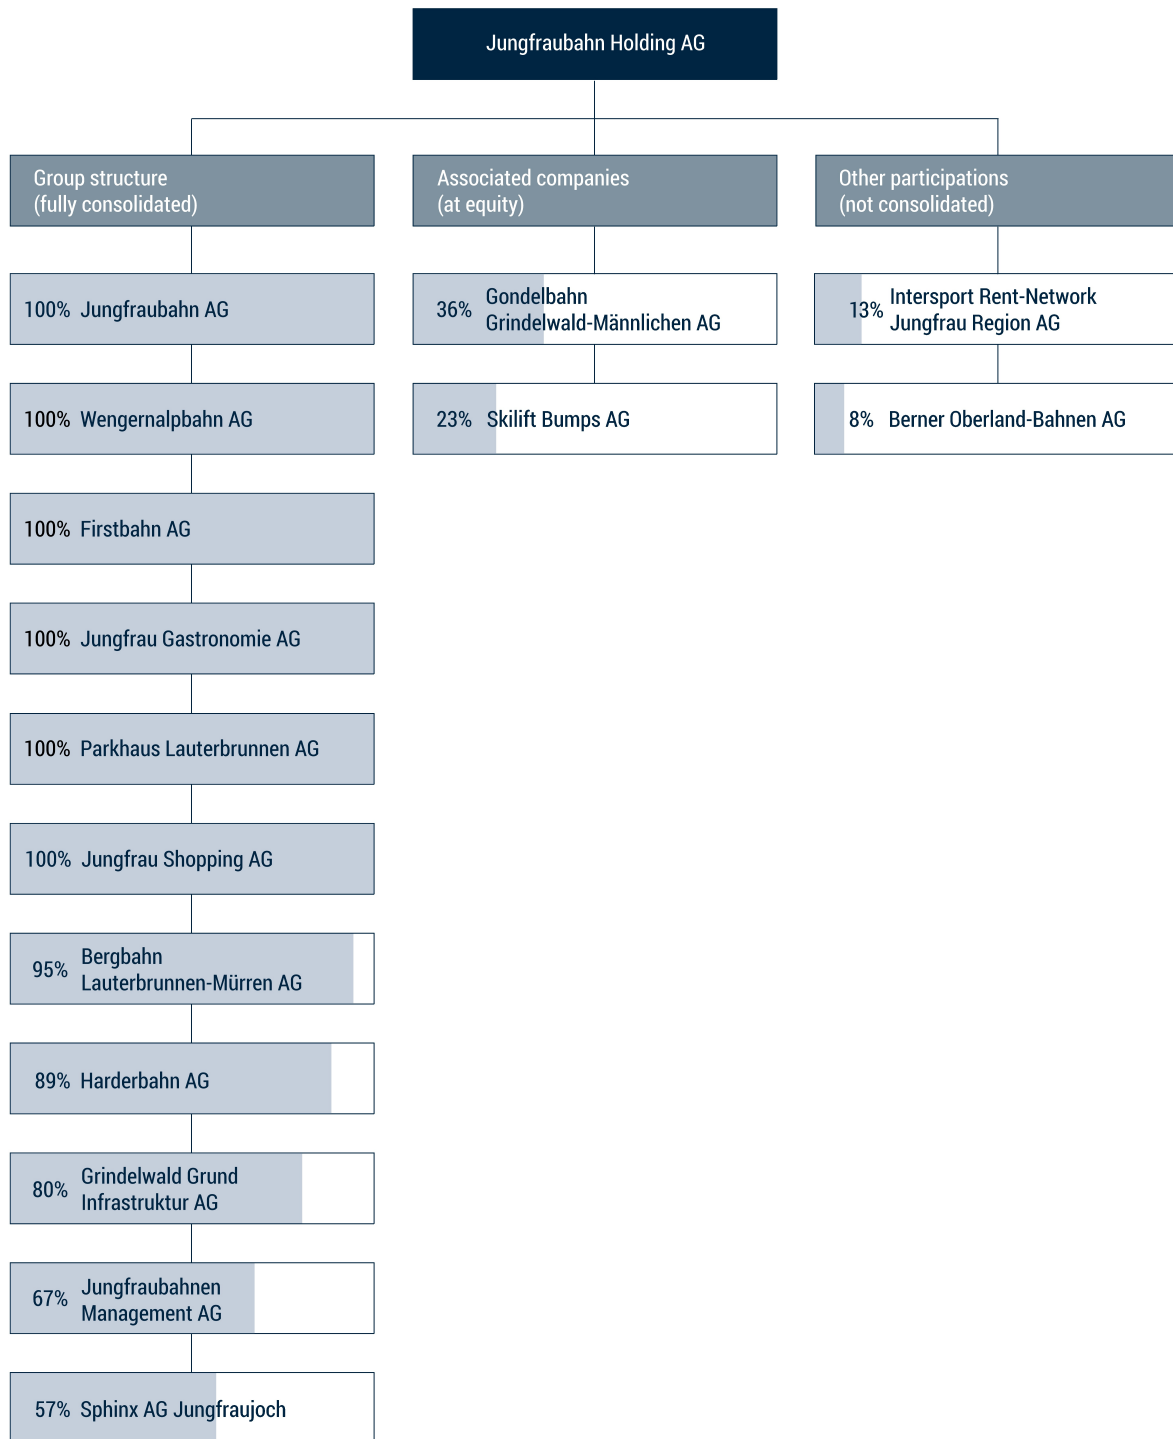 Jungfraubahn Holding AG
Group structure
(fully consolidated)
100% Jungfraubahn AG
100% Wengernalpbahn AG
100% Firstbahn AG
100% Jungfrau Gastronomie AG
100% Parkhaus Lauterbrunnen AG
100% Jungfrau Shopping AG
95% Bergbahn
Lauterbrunnen-Mürren AG
89% Harderbahn AG
80% Grindelwald Grund
Infrastruktur AG
67% Jungfraubahnen
Management AG
57% Sphinx AG Jungfraujoch
Associated companies
(at equity)
36% Gondelbahn
Grindelwald-Männlichen AG
23% Skilift Bumps AG
Other participations
(not consolidated)
13% Intersport Rent-Network
Jungfrau Region AG
8% Berner Oberland-Bahnen AG